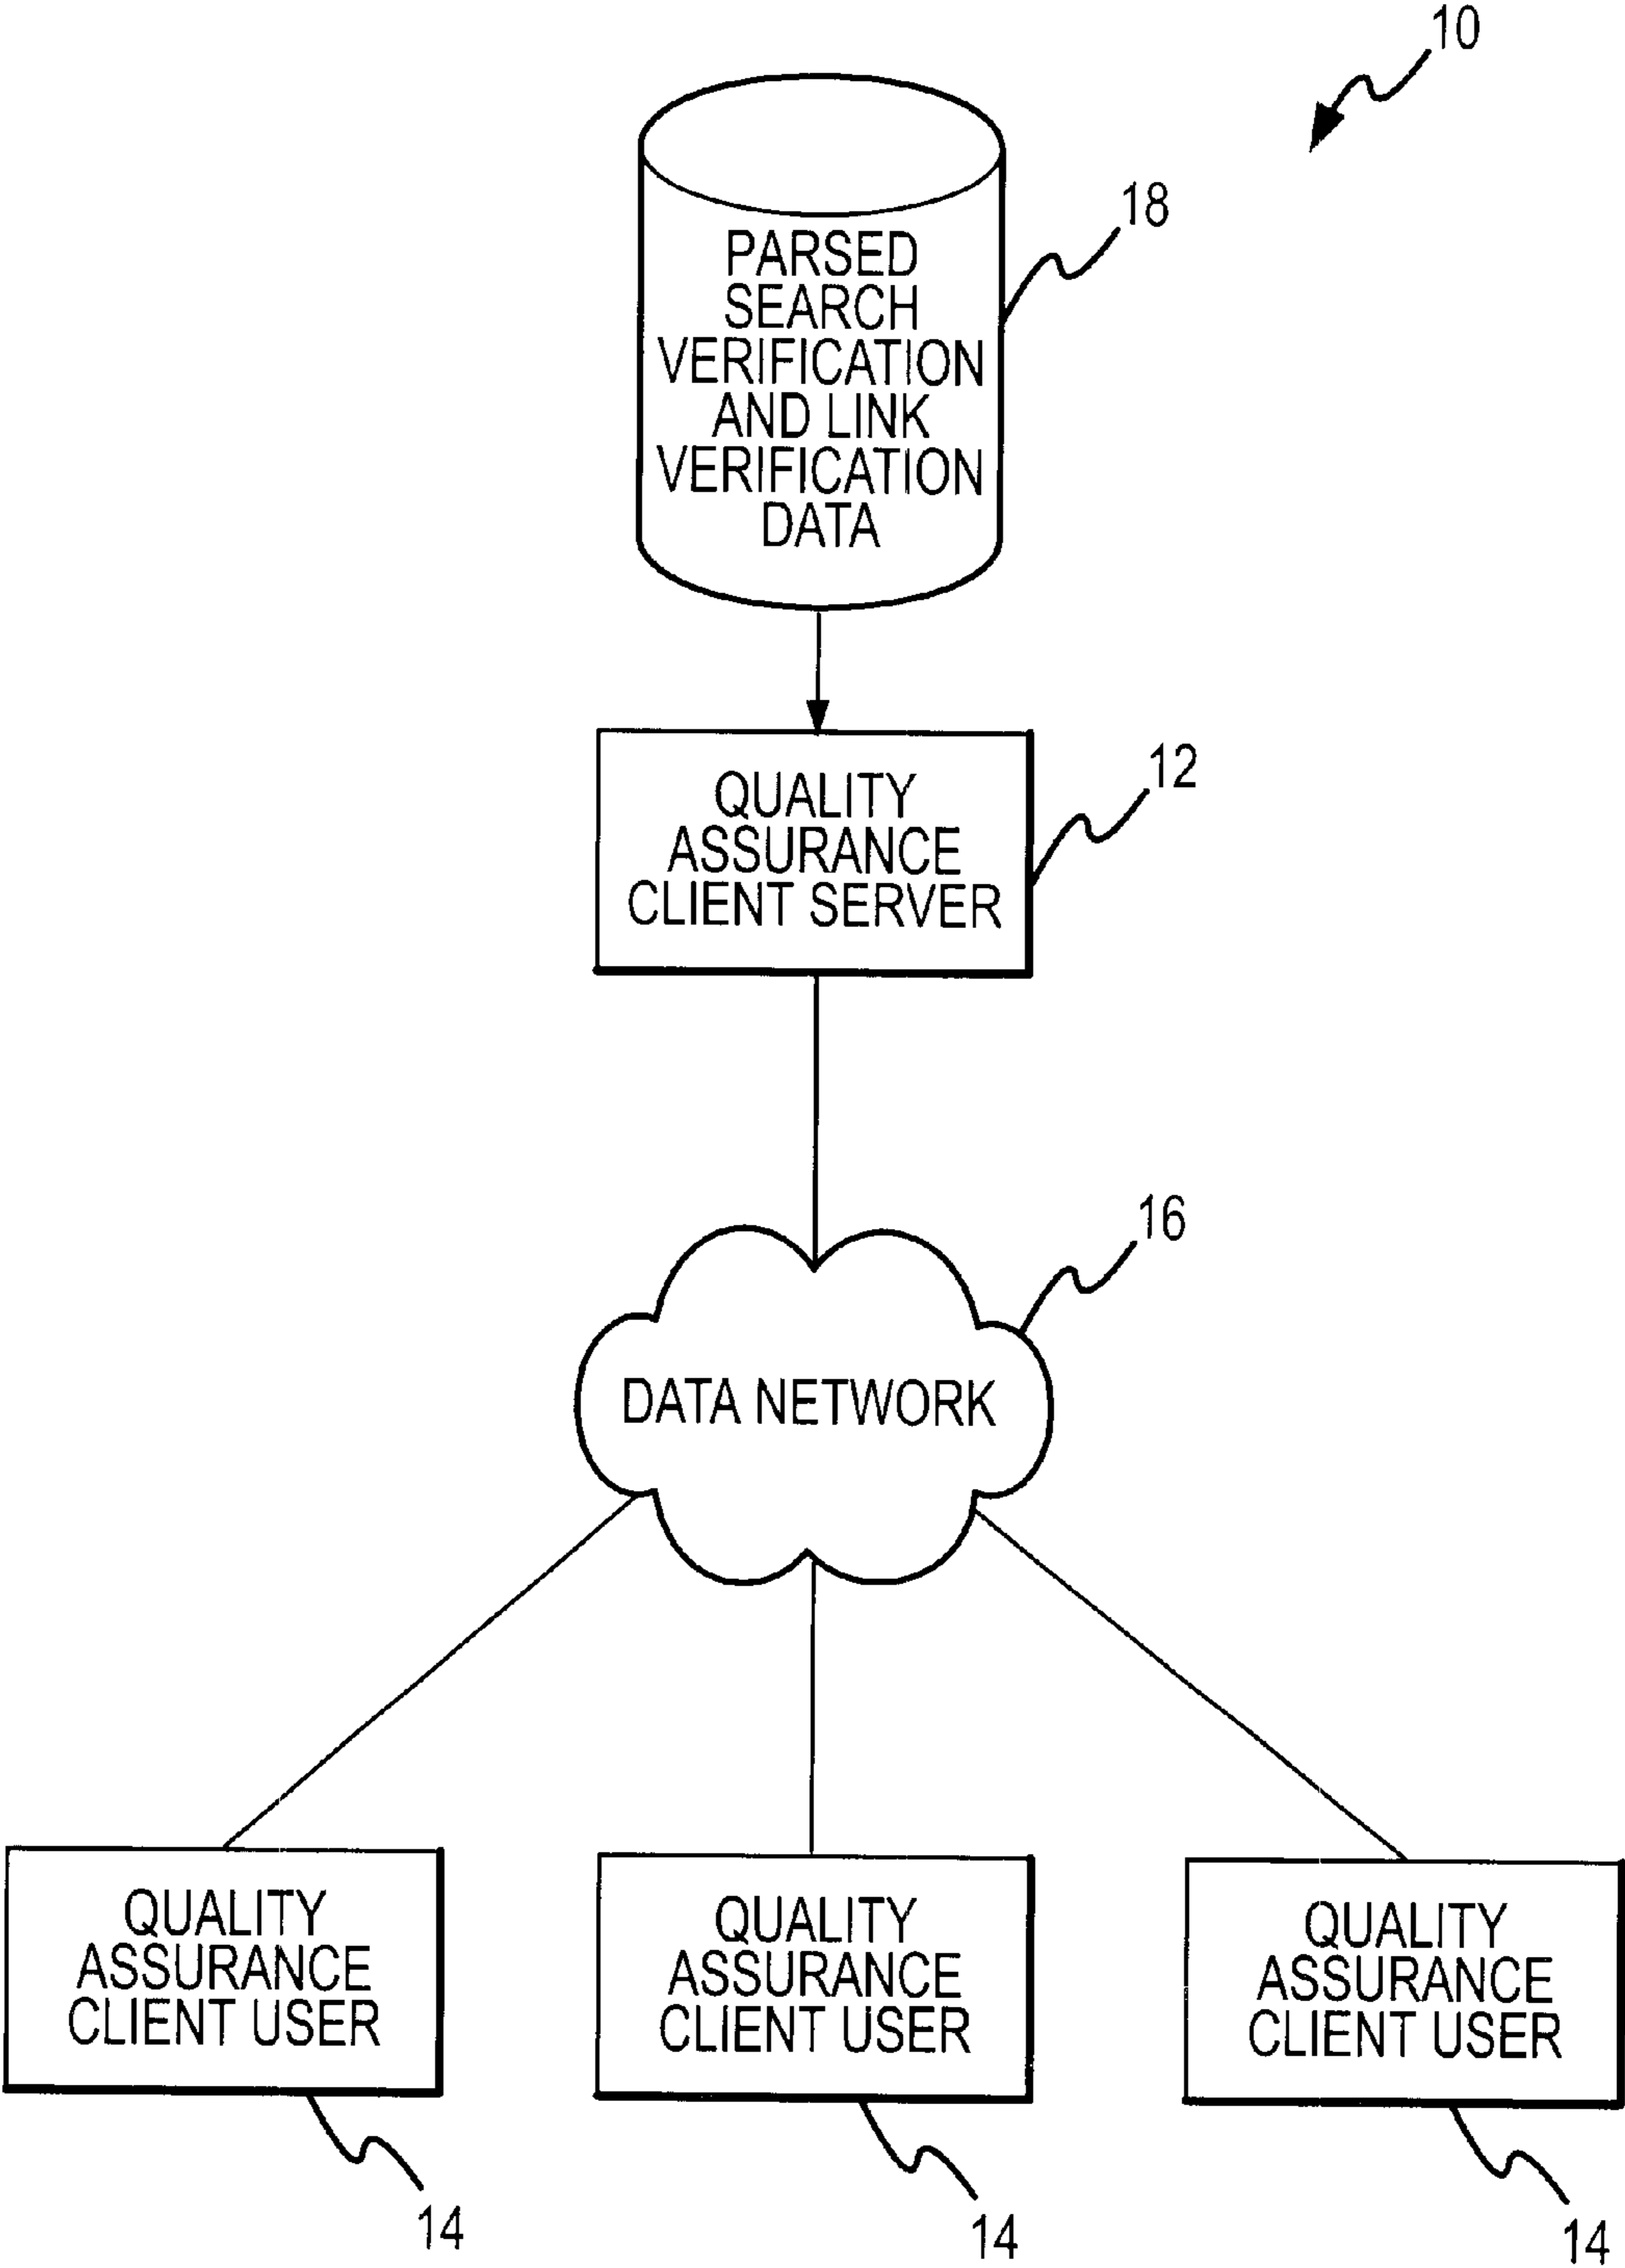 10
18
PARSED
SEARCH
VERIFICATION
AND LINK
VERIFICATION
DATA
12
QUALITY
ASSURANCE
CLIENT SERVER
16
DATA NETWORK
QUALITY
ASSURANCE
CLIENT USER
QUALITY
ASSURANCE
CLIENT USER
QUALITY
ASSURANCE
CLIENT USER
14
14
14